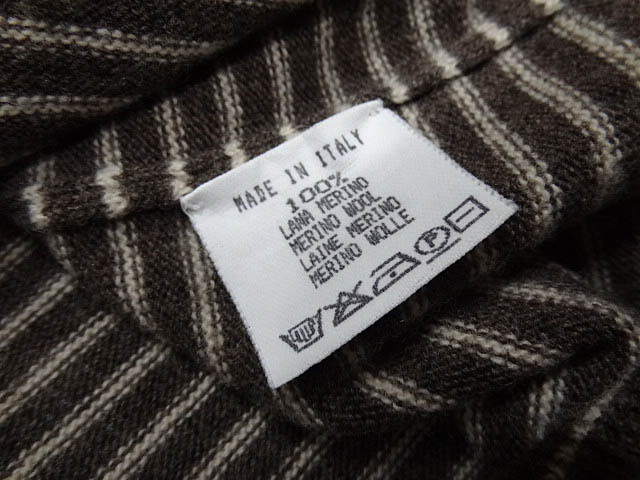 MADE IN ITALY
100%
LANA MERINO
MERINO WOOL
LAINE MERINO
MERINO WOLLE
P